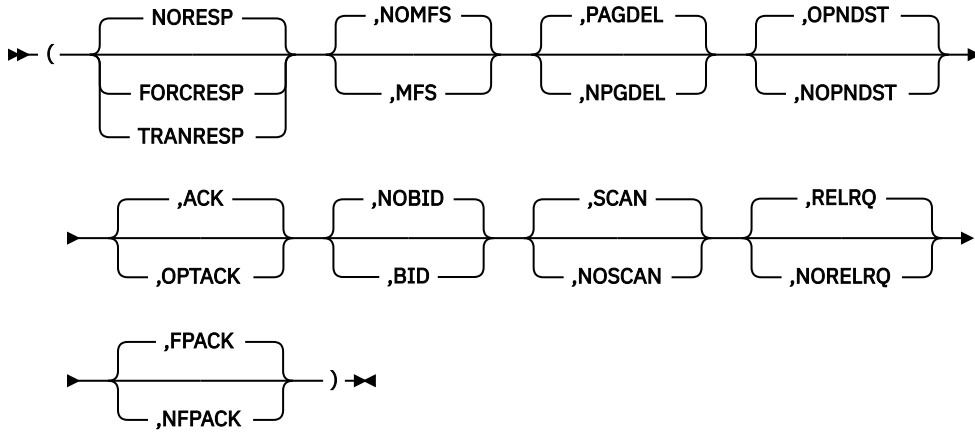 NORESP ,NOMFS ,PAGDEL ,OPNDST
(
FORCRESP ,MFS ,NPGDEL ,NOPNDST
TRANRESP
,ACK ,NOBID ,SCAN ,RELRQ
,OPTACK ,BID ,NOSCAN ,NORELRQ
,FPACK
)
,NFPACK